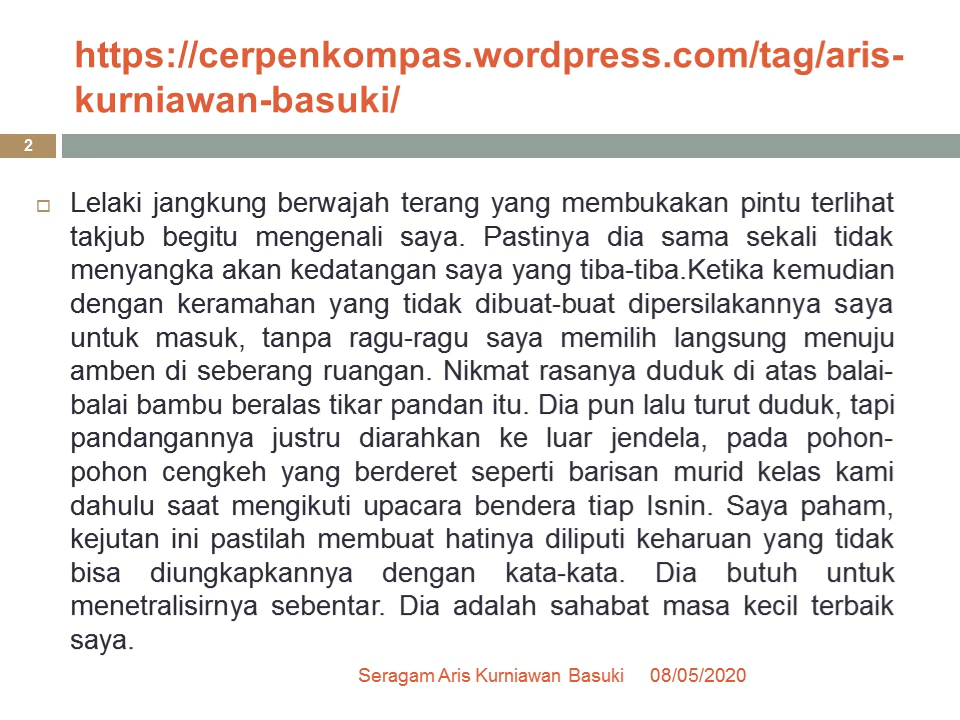 https://cerpenkompas.wordpress.com/tag/aris-
kurniawan-basuki/
2
Lelaki jangkung berwajah terang yang membukakan pintu terlihat
takjub begitu mengenali saya. Pastinya dia sama sekali tidak
menyangka akan kedatangan saya yang tiba-tiba.Ketika kemudian
dengan keramahan yang tidak dibuat-buat dipersilakannya saya
untuk masuk, tanpa ragu-ragu saya memilih langsung menuju
amben di seberang ruangan. Nikmat rasanya duduk di atas balai-
balai bambu beralas tikar pandan itu. Dia pun lalu turut duduk, tapi
pandangannya justru diarahkan ke luar jendela, pada pohon-
pohon cengkeh yang berderet seperti barisan murid kelas kami
dahulu saat mengikuti upacara bendera tiap Isnin. Saya paham,
kejutan ini pastilah membuat hatinya diliputi keharuan yang tidak
bisa diungkapkannya dengan kata-kata. Dia butuh untuk
menetralisirnya sebentar. Dia adalah sahabat masa kecil terbaik
saya.
Seragam Aris Kurniawan Basuki 08/05/2020